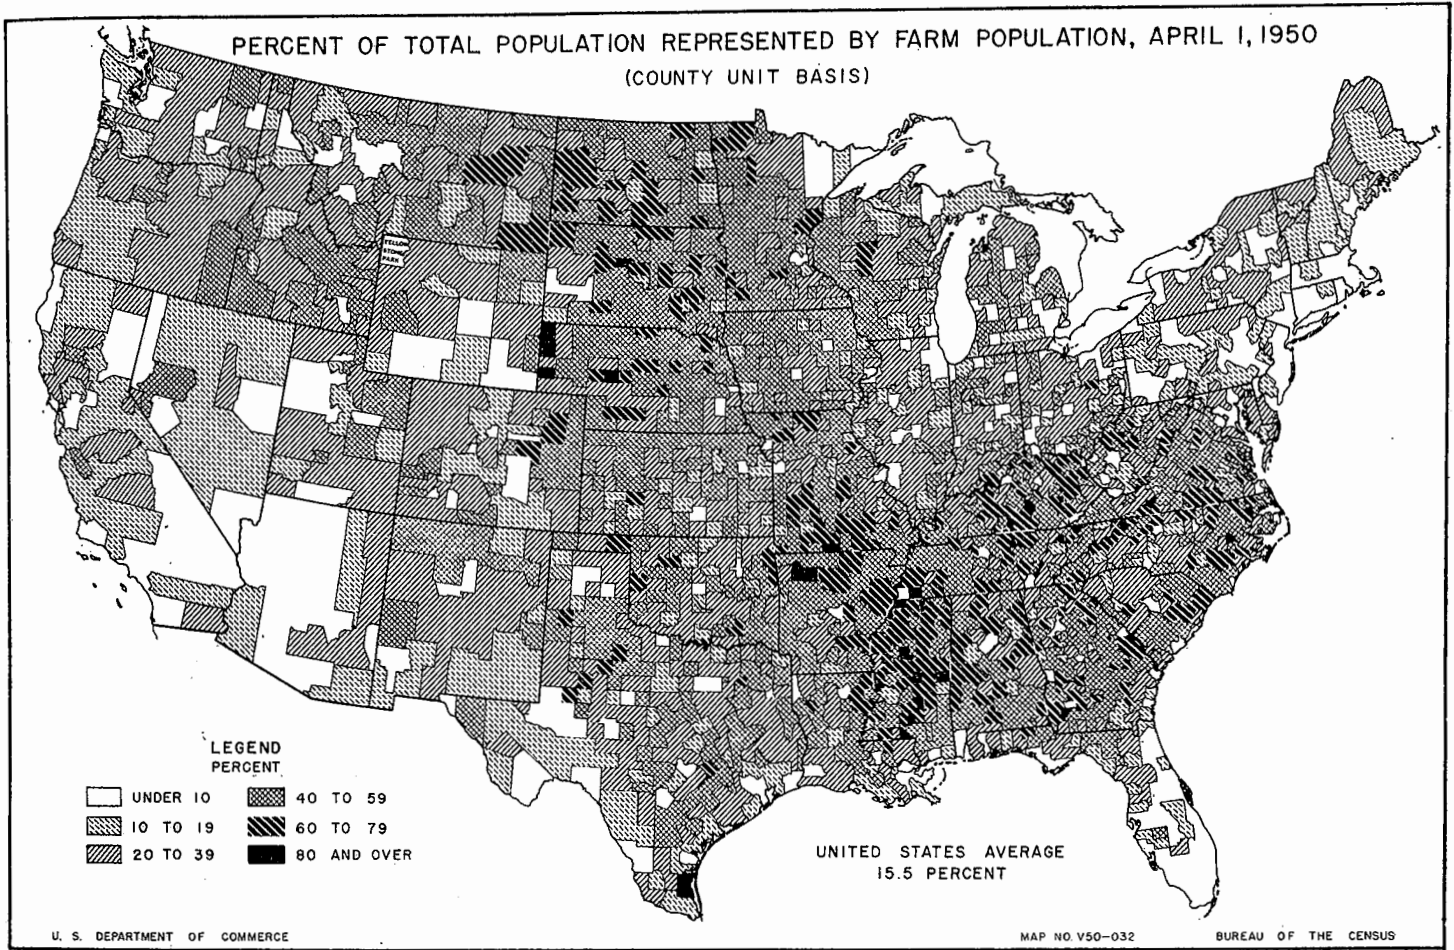 PERCENT OF TOTAL POPULATION REPRESENTED BY FARM POPULATION, APRIL 1, 1950
(COUNTY UNIT BASIS)
YELLOW
STONE
PARK
LEGEND
PERCENT
UNDER 10
10 TO 19
20 TO 39
40 TO 59
60 TO 79
80 AND OVER
UNITED STATES AVERAGE
15.5 PERCENT
U. S. DEPARTMENT OF COMMERCE
MAP NO. V50-032
BUREAU OF THE CENSUS